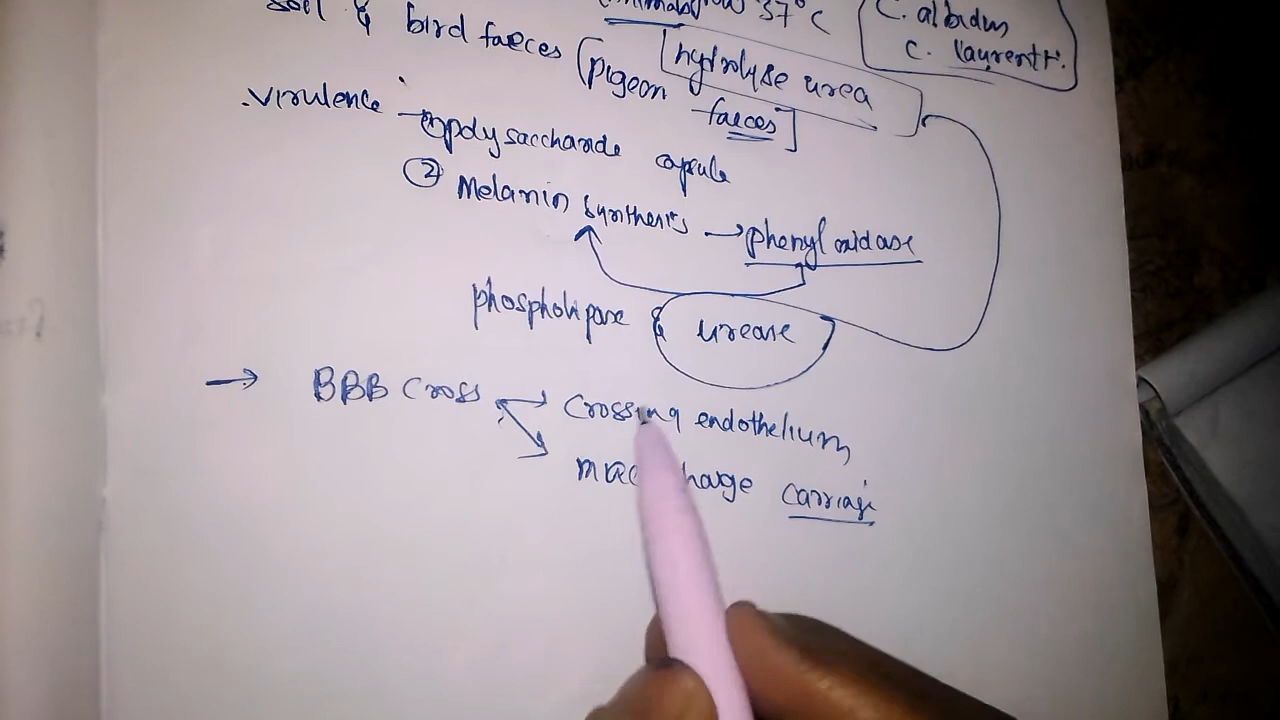 37°C
C. albidus
C. laurentii.
soil & bird faeces (pigeon faeces]
hydrolyse urea
.virulence - ① polysaccharide capsule
② Melanin synthesis → phenyl oxidase
phospholipase & urease
→ BBB cross → crossing endothelium
macrophage carriage